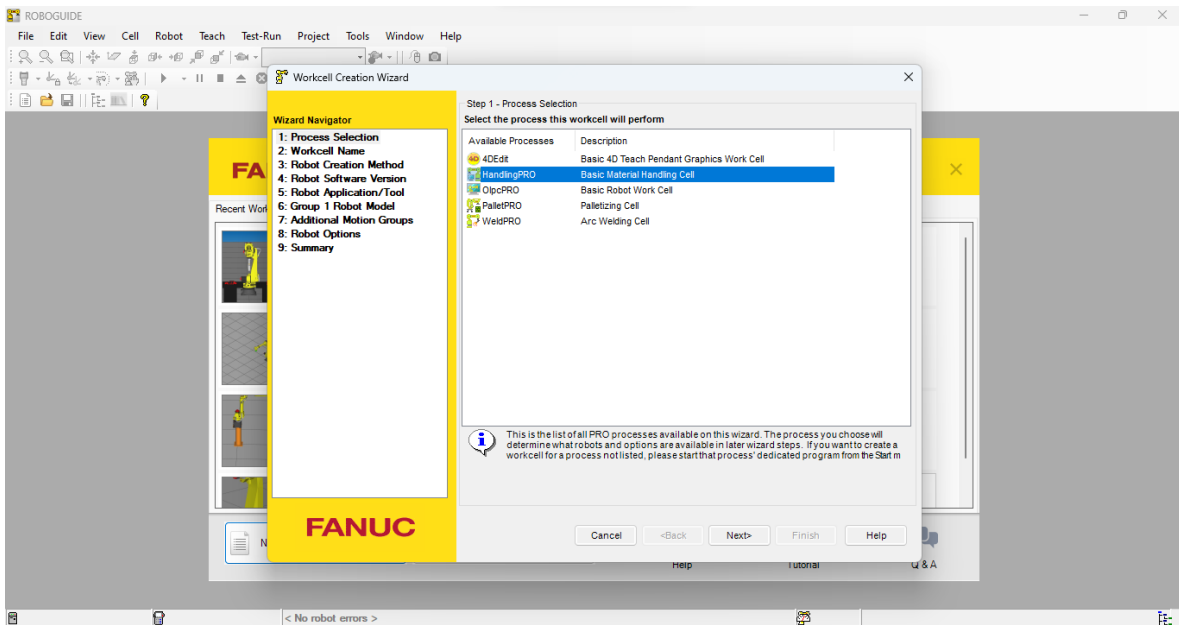 ROBOGUIDE
File Edit View Cell Robot Teach Test-Run Project Tools Window Help
Workcell Creation Wizard
Wizard Navigator
1: Process Selection
2: Workcell Name
3: Robot Creation Method
4: Robot Software Version
5: Robot Application/Tool
6: Group 1 Robot Model
7: Additional Motion Groups
8: Robot Options
9: Summary
Step 1 - Process Selection
Select the process this workcell will perform
Available Processes Description
4DEdit Basic 4D Teach Pendant Graphics Work Cell
HandlingPRO Basic Material Handling Cell
OlpcPRO Basic Robot Work Cell
PalletPRO Palletizing Cell
WeldPRO Arc Welding Cell
This is the list of all PRO processes available on this wizard. The process you choose will
determine what robots and options are available in later wizard steps. If you want to create a
workcell for a process not listed, please start that process' dedicated program from the Start m
FANUC
Cancel <Back Next> Finish Help
FA
Recent Work
N
Help Tutorial Q & A
< No robot errors >